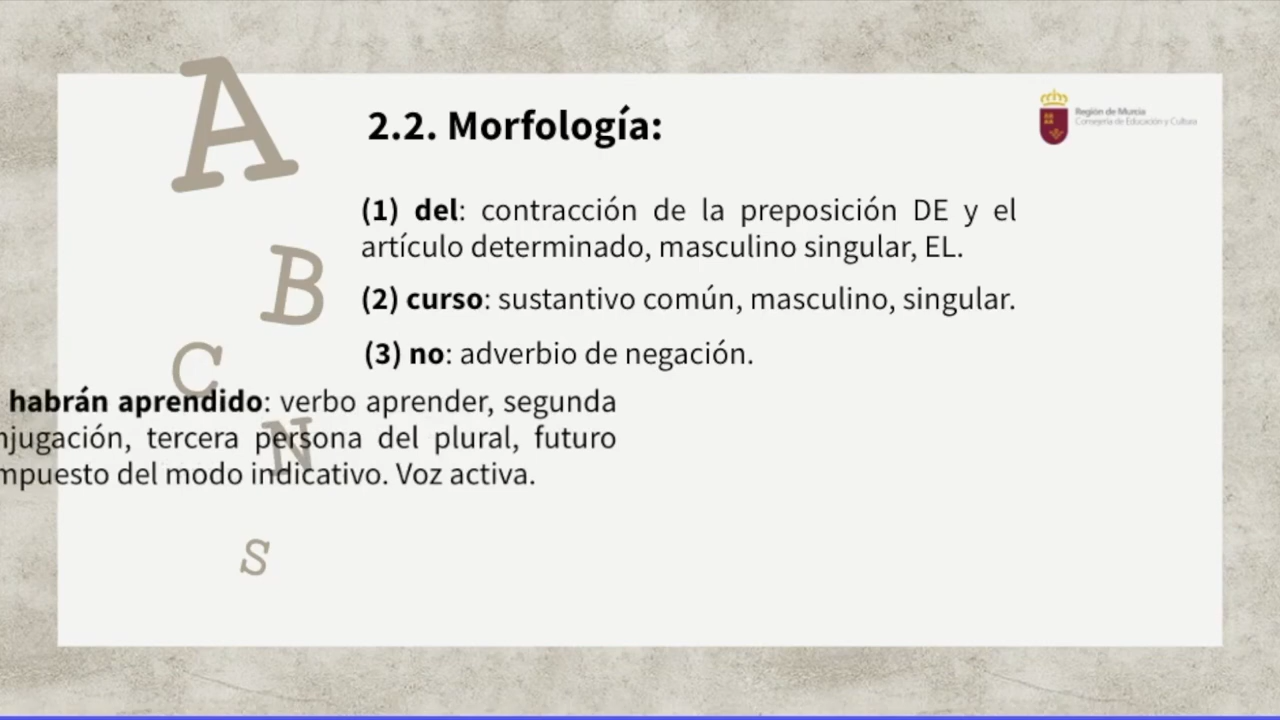 A
2.2. Morfología:
Región de Murcia
Consejería de Educación y Cultura
(1) del: contracción de la preposición DE y el
artículo determinado, masculino singular, EL.
B
(2) curso: sustantivo común, masculino, singular.
(3) no: adverbio de negación.
C
habrán aprendido: verbo aprender, segunda
njugación, tercera persona del plural, futuro
N
mpuesto del modo indicativo. Voz activa.
S